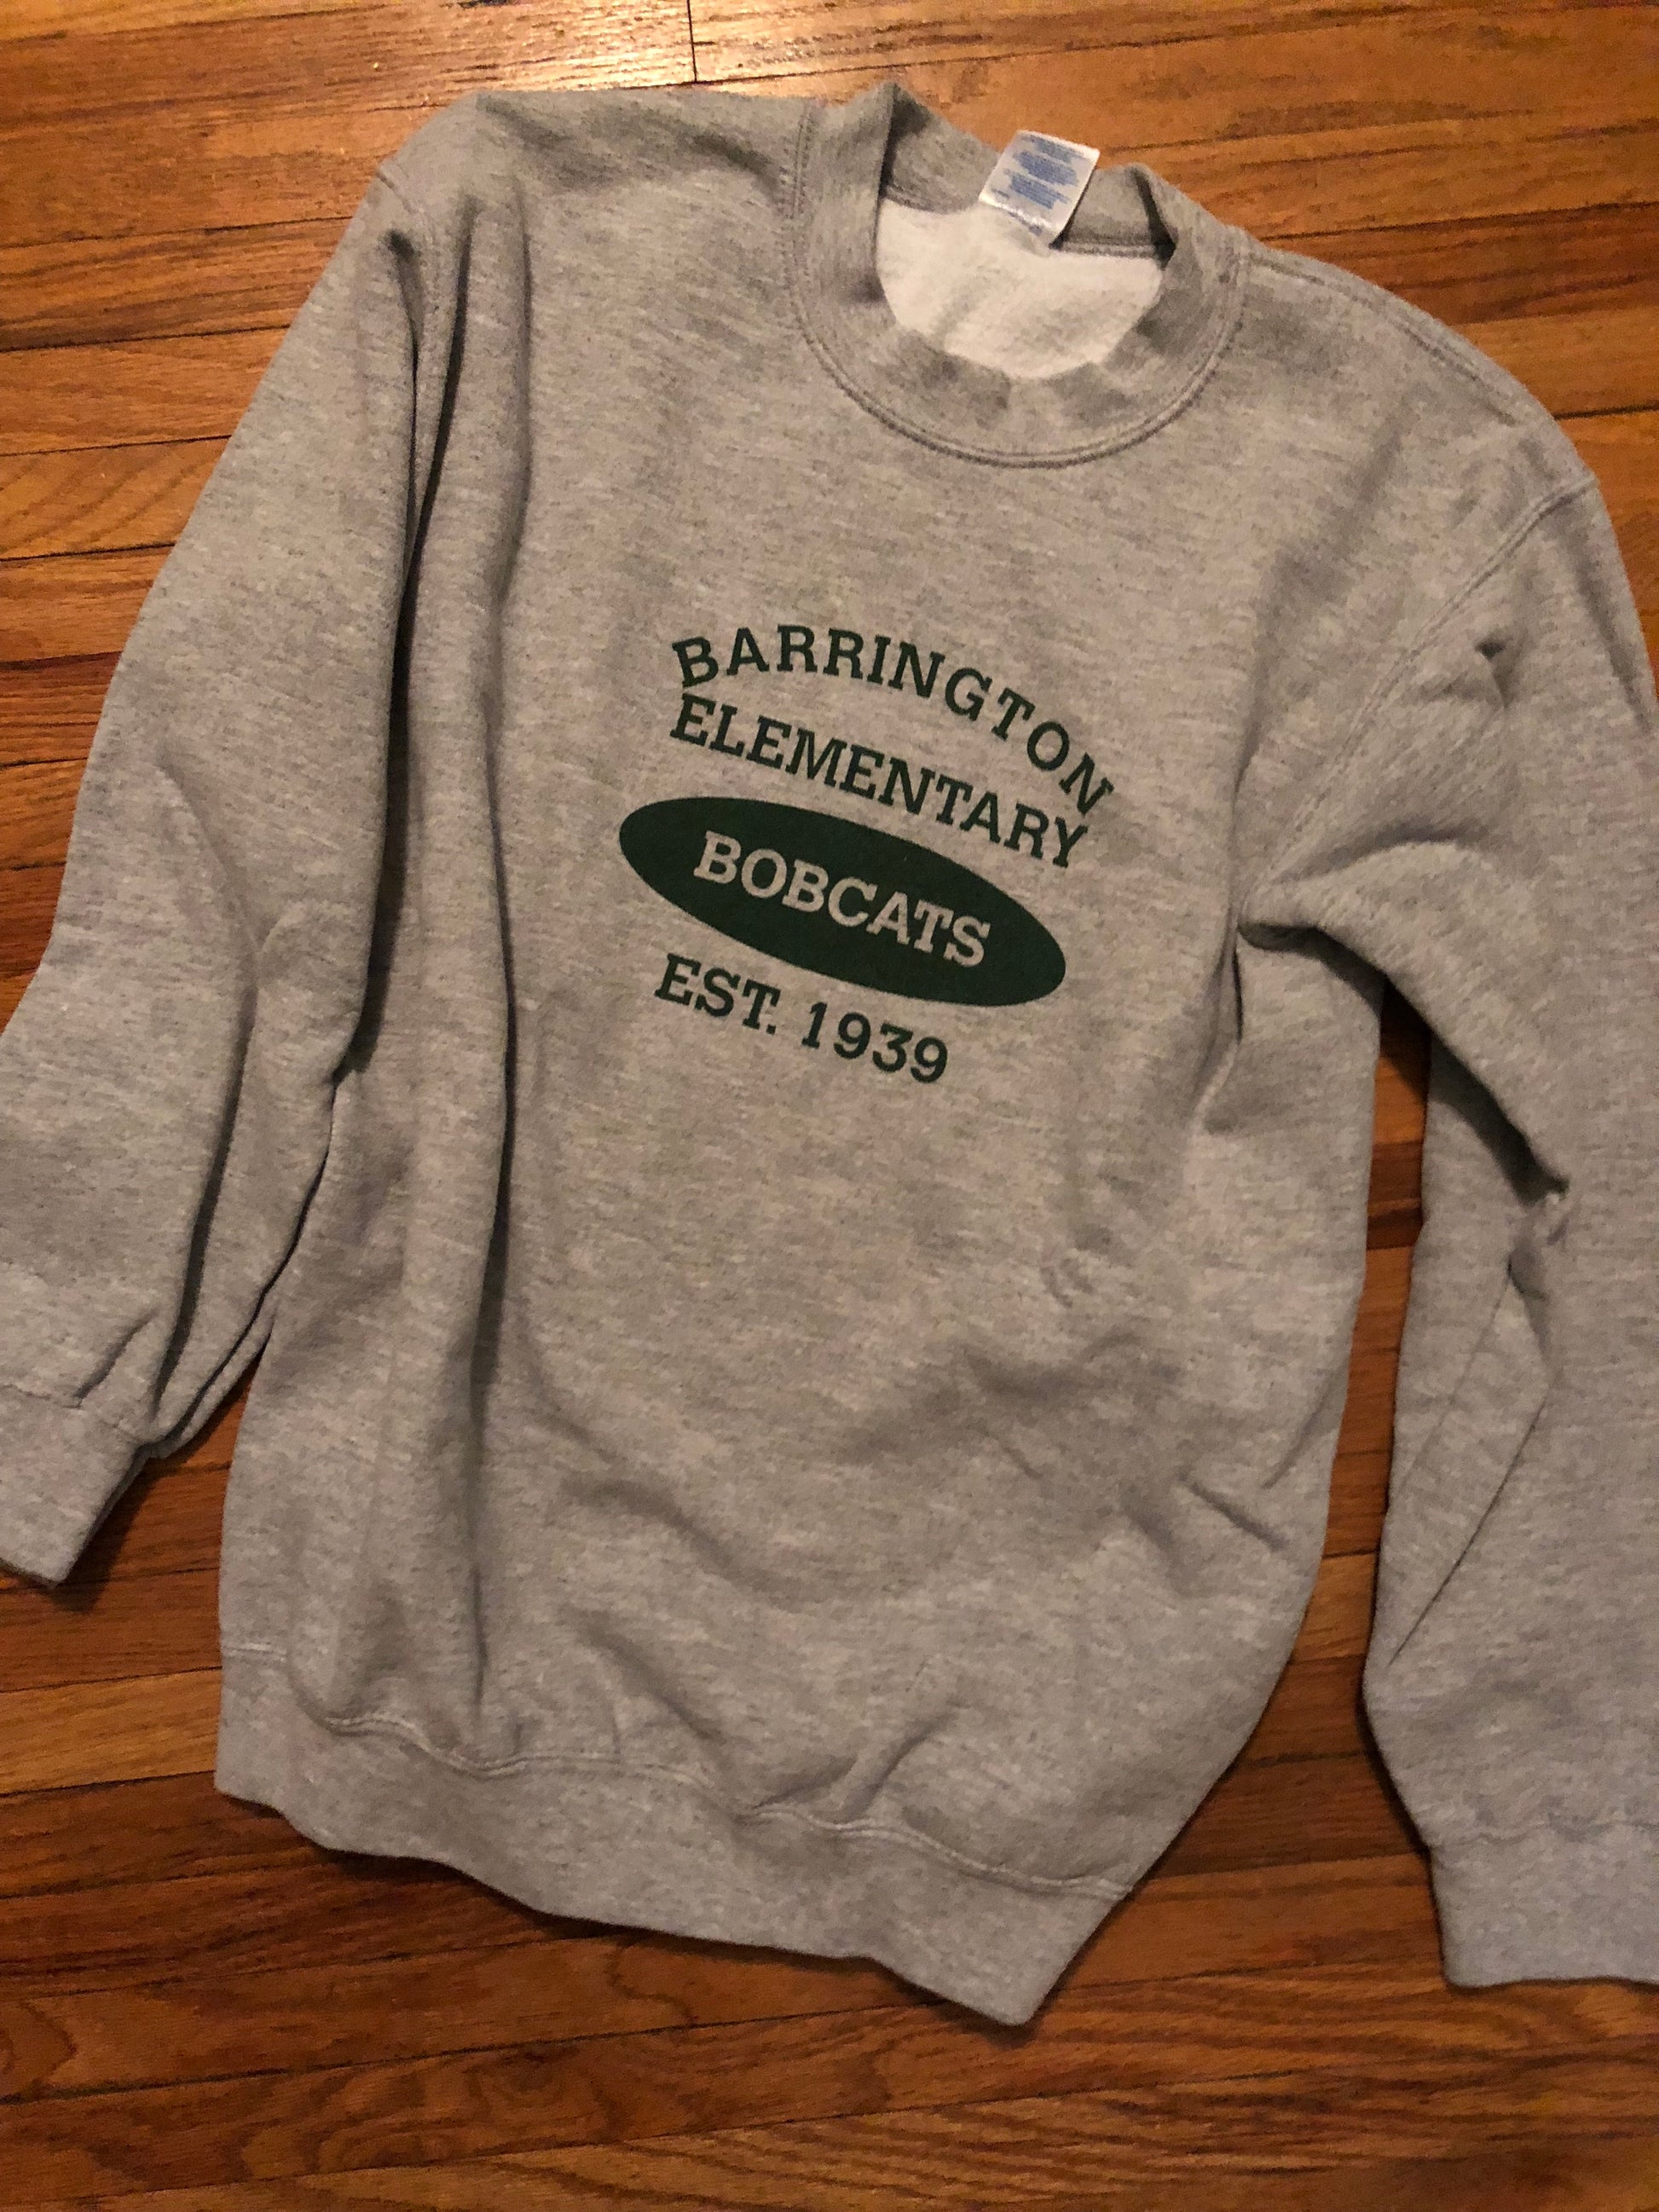 BARRINGTON
ELEMENTARY
BOBCATS
EST. 1939